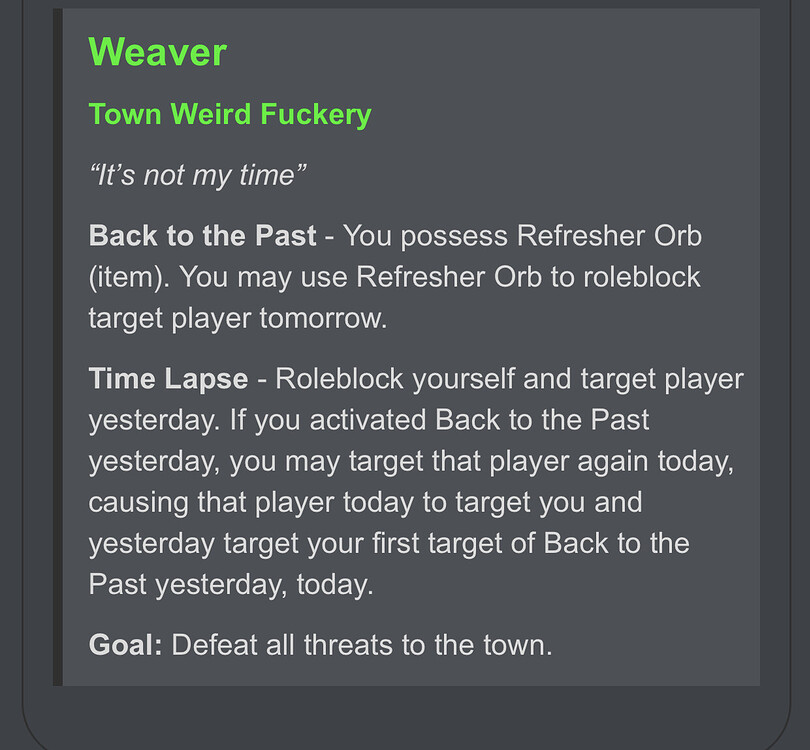 Weaver
Town Weird Fuckery
“It’s not my time”
Back to the Past - You possess Refresher Orb
(item). You may use Refresher Orb to roleblock
target player tomorrow.
Time Lapse - Roleblock yourself and target player
yesterday. If you activated Back to the Past
yesterday, you may target that player again today,
causing that player today to target you and
yesterday target your first target of Back to the
Past yesterday, today.
Goal: Defeat all threats to the town.